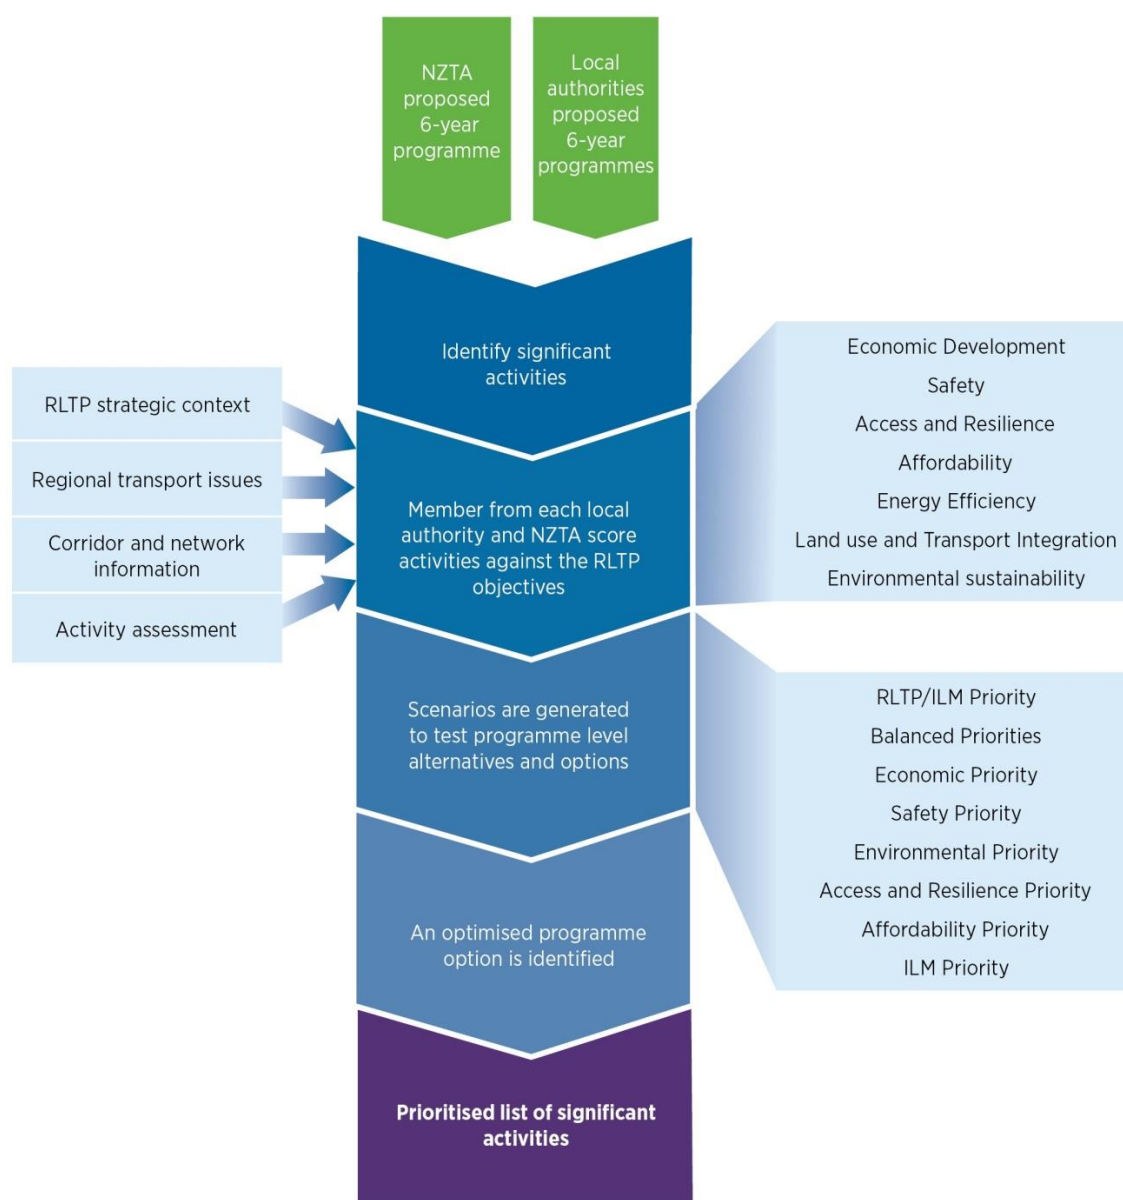 NZTA
proposed
6-year
programme
Local
authorities
proposed
6-year
programmes
Identify significant
activities
RLTP strategic context
Regional transport issues
Corridor and network
information
Activity assessment
Member from each local
authority and NZTA score
activities against the RLTP
objectives
Economic Development
Safety
Access and Resilience
Affordability
Energy Efficiency
Land use and Transport Integration
Environmental sustainability
Scenarios are generated
to test programme level
alternatives and options
RLTP/ILM Priority
Balanced Priorities
Economic Priority
Safety Priority
Environmental Priority
Access and Resilience Priority
Affordability Priority
ILM Priority
An optimised programme
option is identified
Prioritised list of significant
activities